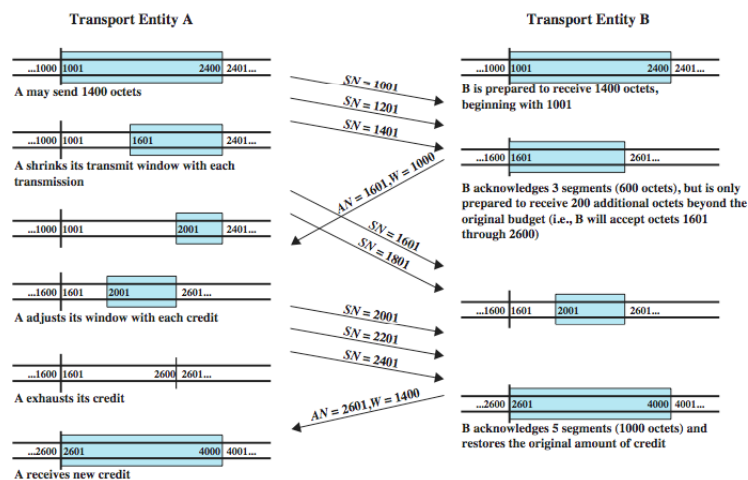 Transport Entity A
Transport Entity B
...1000 1001 2400 2401...
A may send 1400 octets
...1000 1001 1601 2401...
A shrinks its transmit window with each
transmission
...1000 1001 2001 2401...
...1600 1601 2001 2601...
A adjusts its window with each credit
...1600 1601 2600 2601...
A exhausts its credit
...2600 2601 4000 4001...
A receives new credit
SN = 1001
SN = 1201
SN = 1401
AN = 1601,W = 1000
SN = 1601
SN = 1801
SN = 2001
SN = 2201
SN = 2401
AN = 2601,W = 1400
...1000 1001 2400 2401...
B is prepared to receive 1400 octets,
beginning with 1001
...1600 1601 2601...
B acknowledges 3 segments (600 octets), but is only
prepared to receive 200 additional octets beyond the
original budget (i.e., B will accept octets 1601
through 2600)
...1600 1601 2001 2601...
...2600 2601 4000 4001...
B acknowledges 5 segments (1000 octets) and
restores the original amount of credit